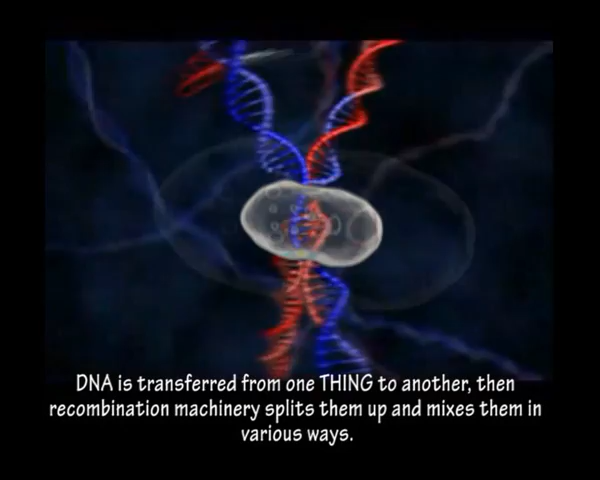 DNA is transferred from one THING to another, then
recombination machinery splits them up and mixes them in
various ways.